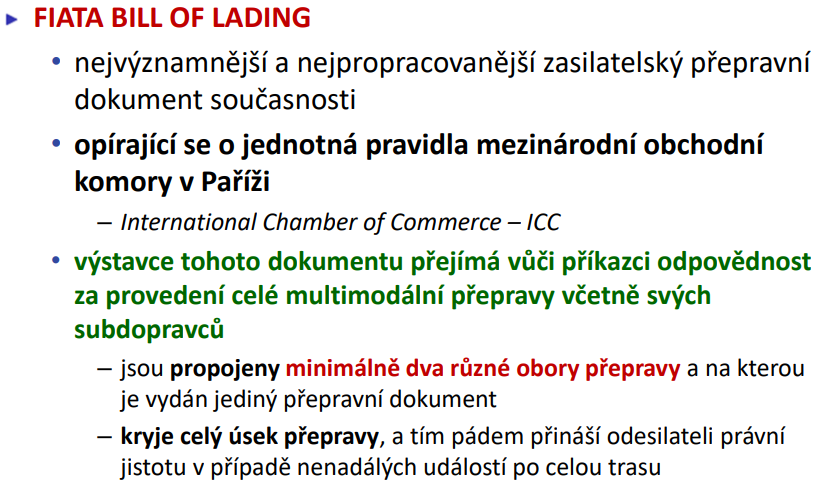 FIATA BILL OF LADING
• nejvýznamnější a nejpropracovanější zasilatelský přepravní
dokument současnosti
• opírající se o jednotná pravidla mezinárodní obchodní
komory v Paříži
– International Chamber of Commerce – ICC
• výstavce tohoto dokumentu přejímá vůči příkazci odpovědnost
za provedení celé multimodální přepravy včetně svých
subdopravců
– jsou propojeny minimálně dva různé obory přepravy a na kterou
je vydán jediný přepravní dokument
– kryje celý úsek přepravy, a tím pádem přináší odesilateli právní
jistotu v případě nenadálých událostí po celou trasu